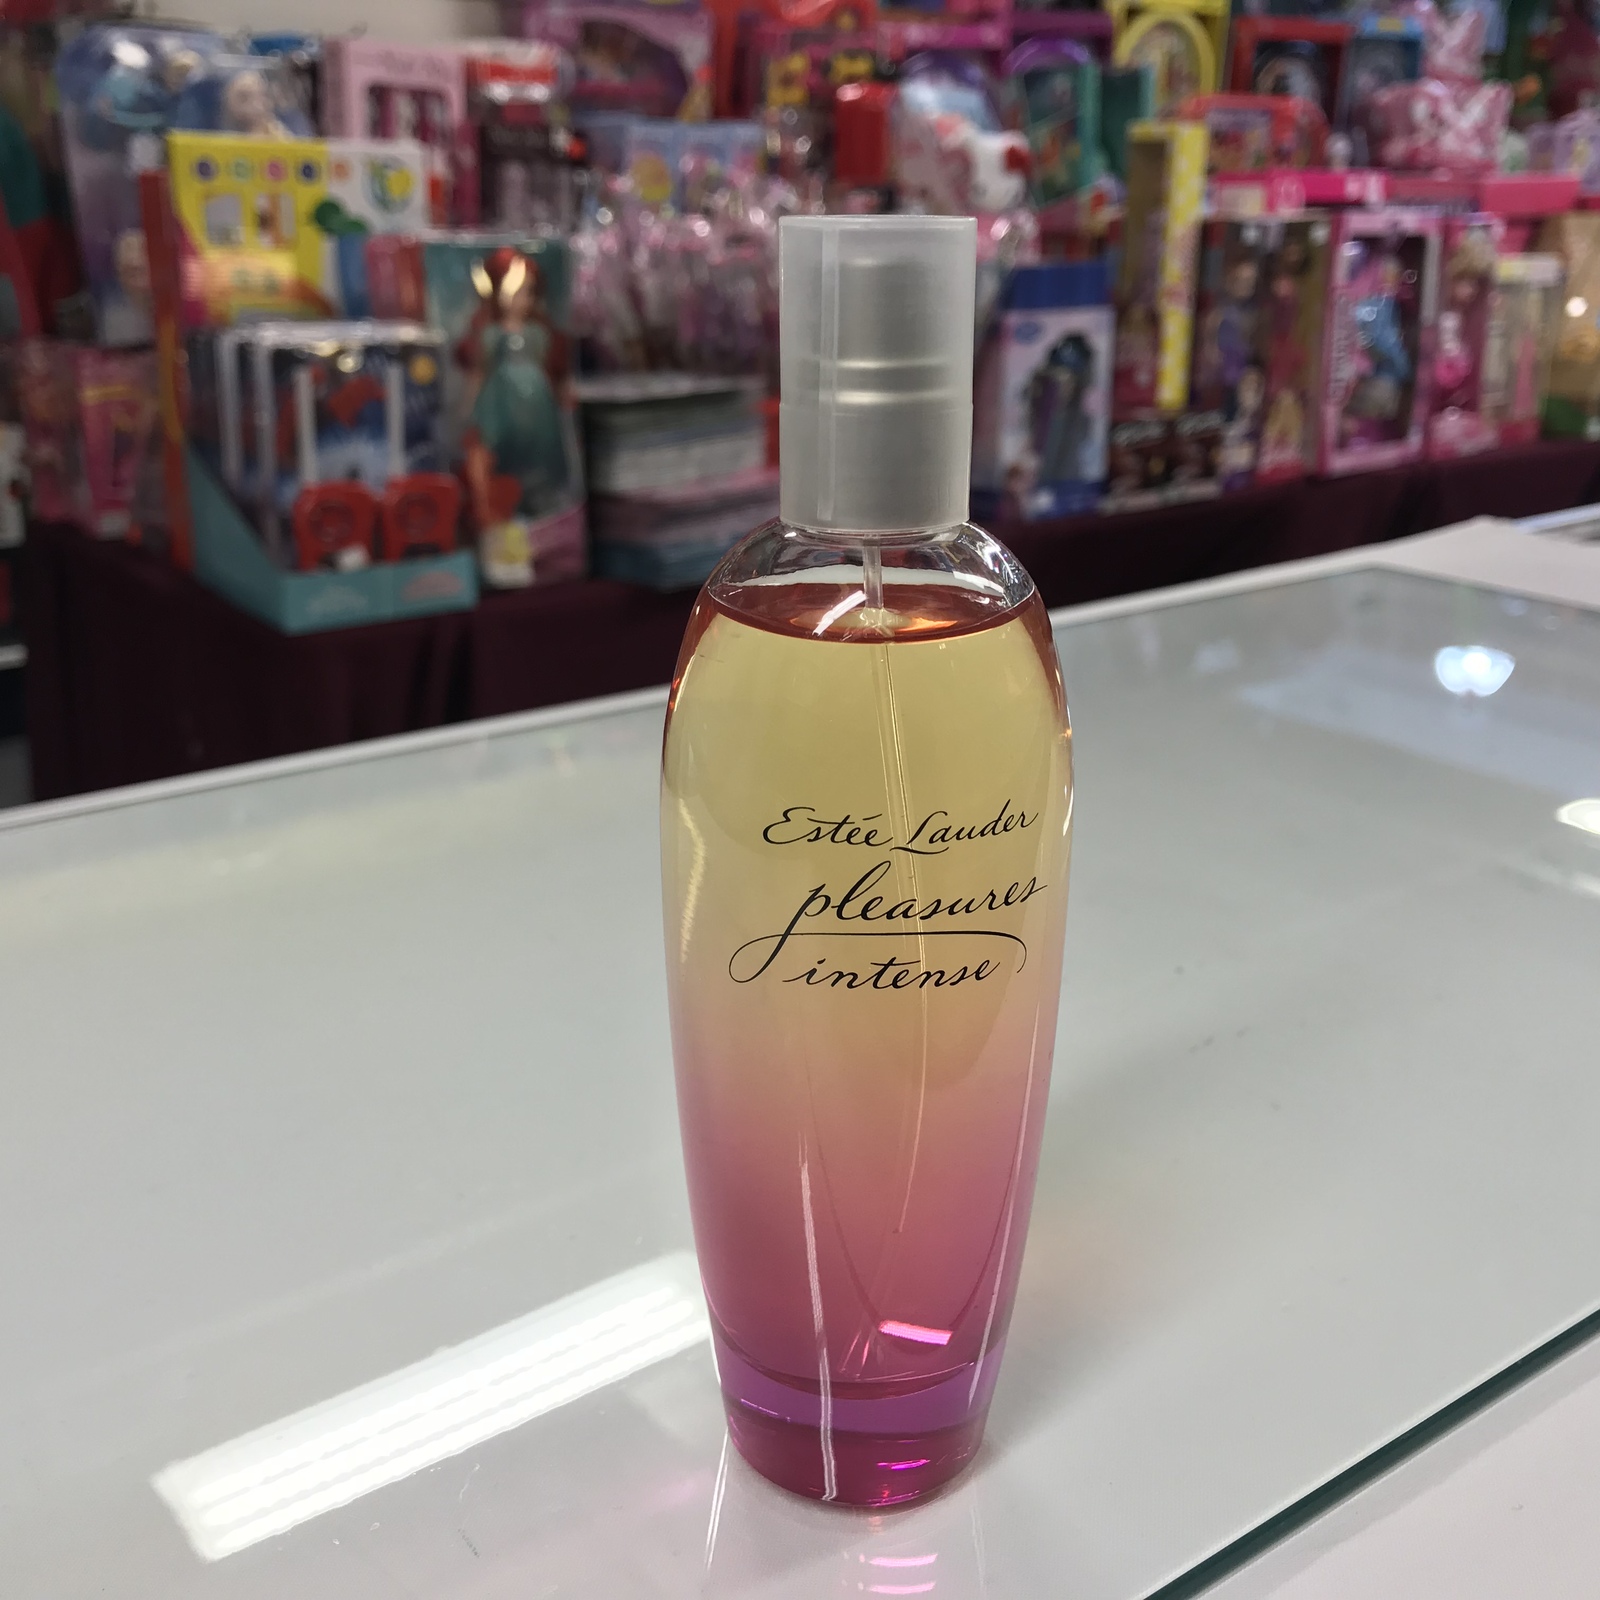 Estée Lauder
pleasures
intense